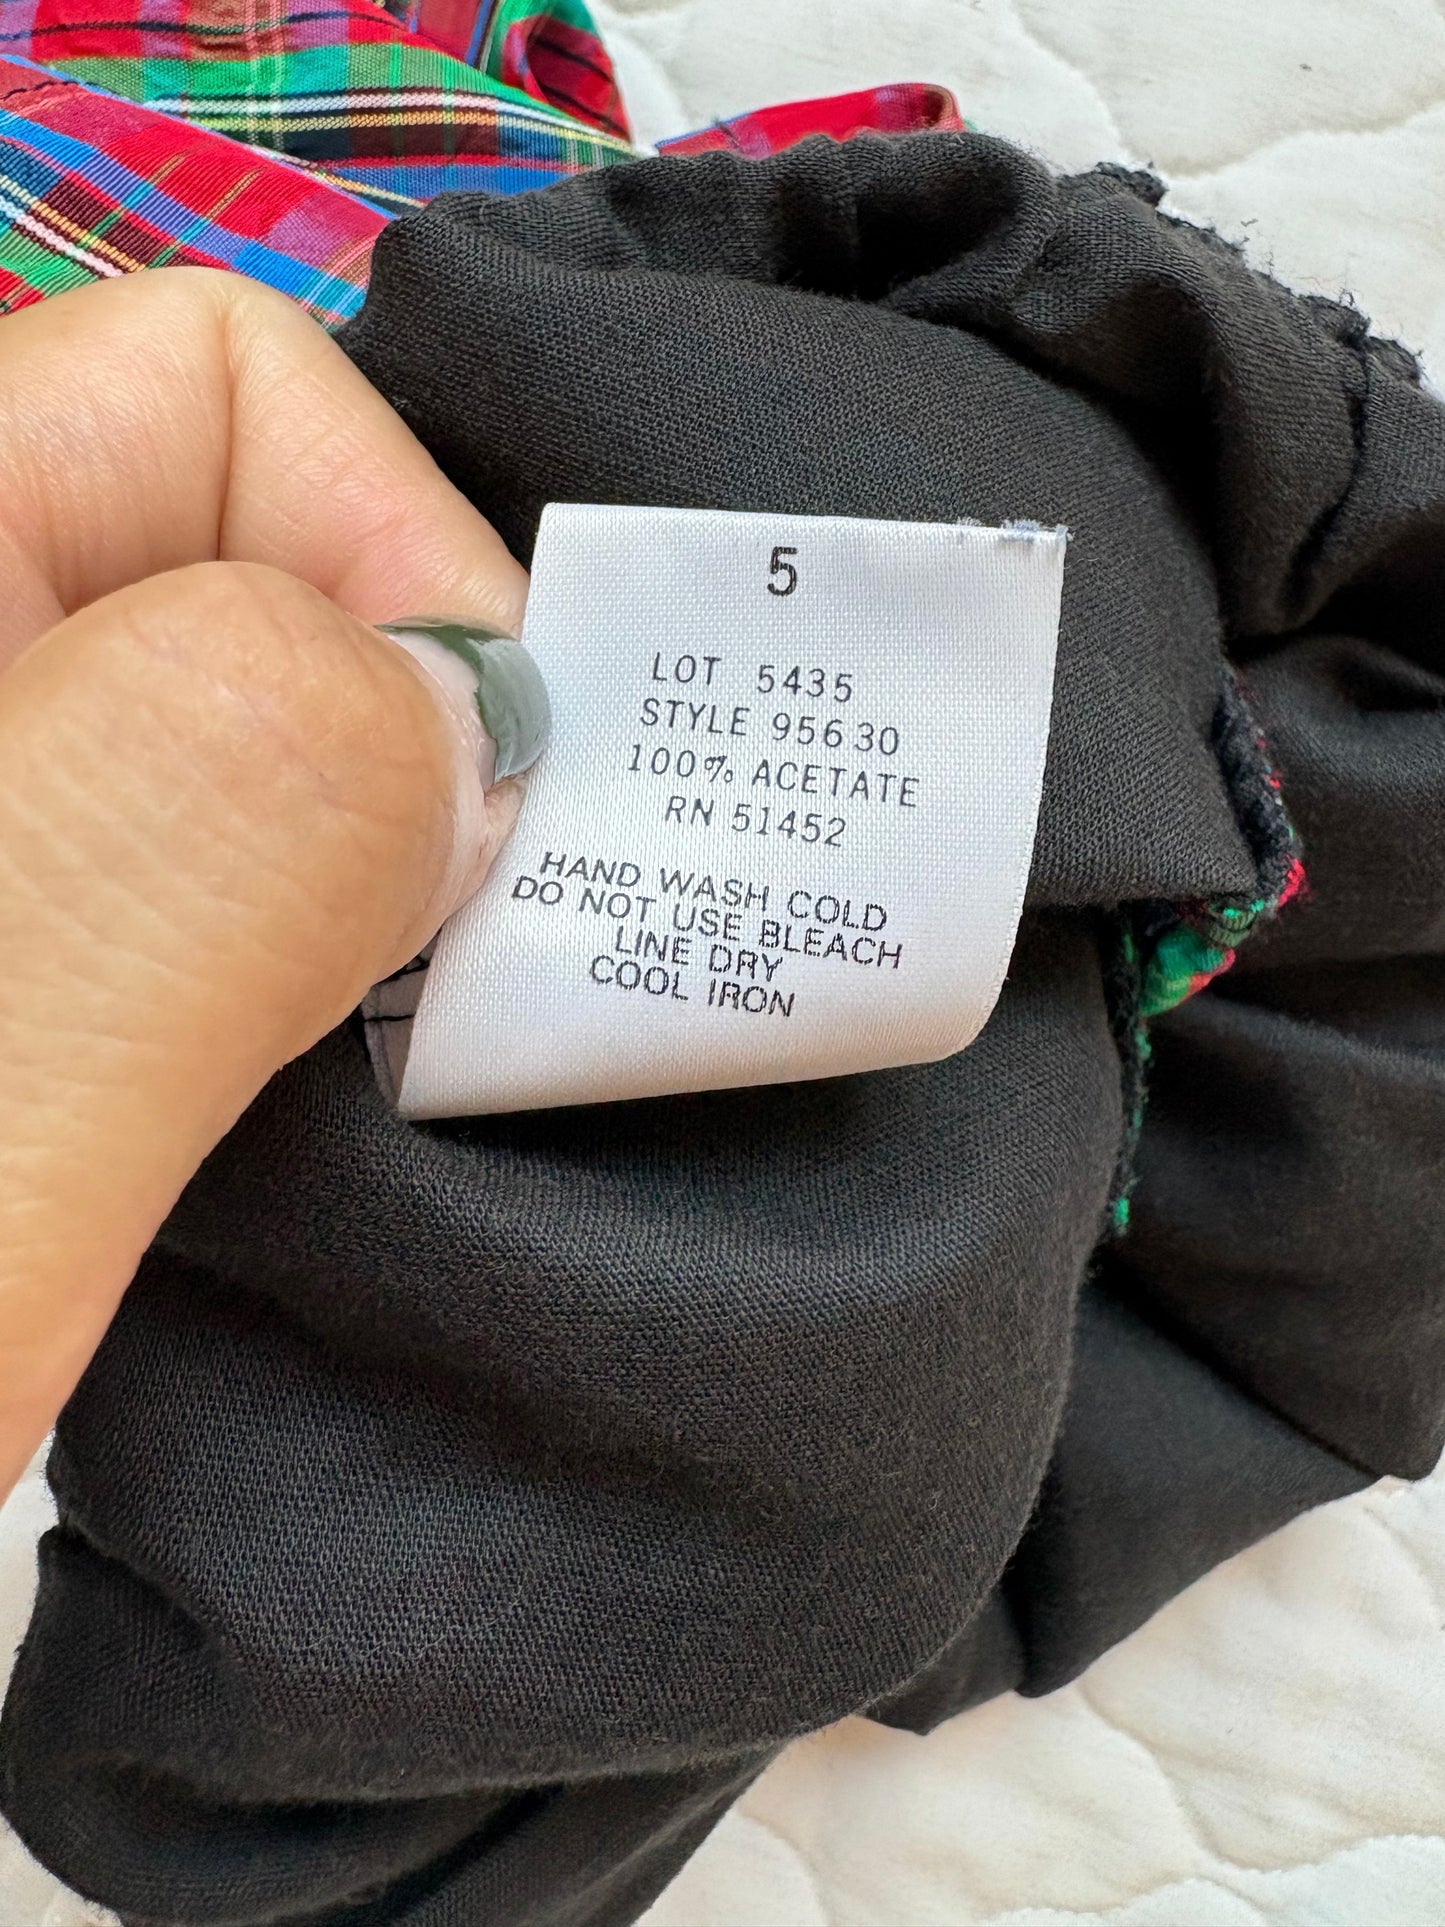 5
LOT 5435
STYLE 95630
100% ACETATE
RN 51452
HAND WASH COLD
DO NOT USE BLEACH
LINE DRY
COOL IRON